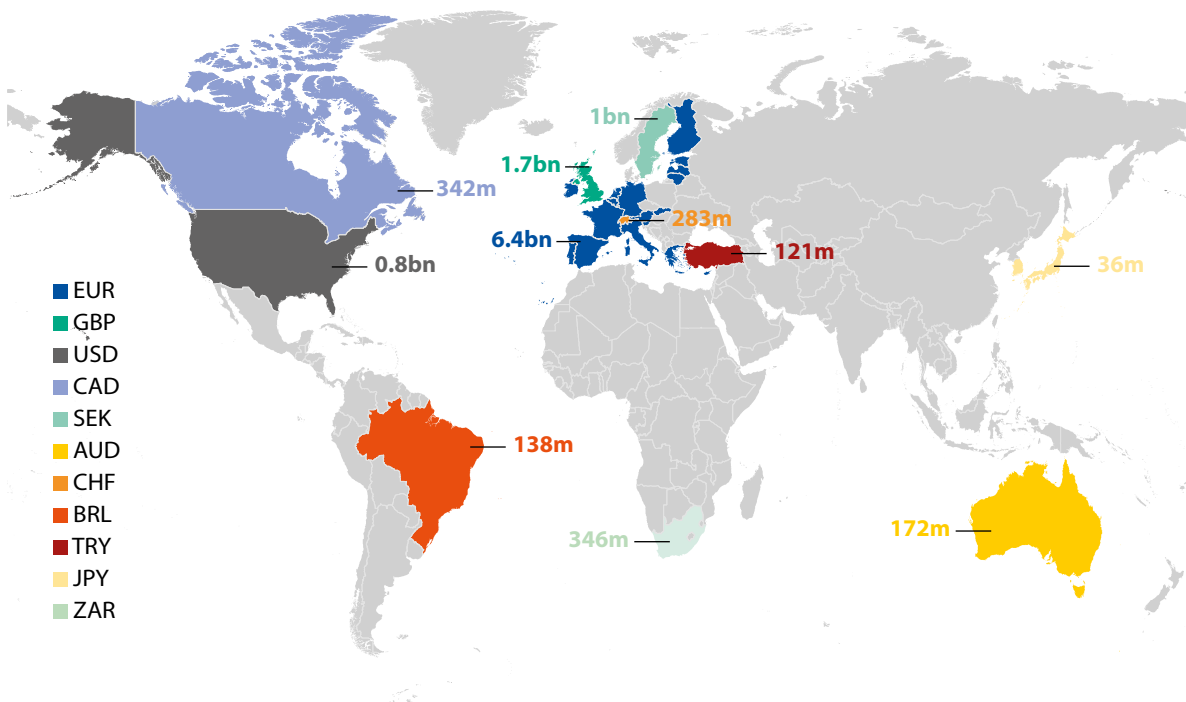 1bn
1.7bn
342m
283m
6.4bn
121m
0.8bn
36m
EUR
GBP
USD
CAD
SEK
AUD
CHF
BRL
TRY
JPY
ZAR
138m
172m
346m